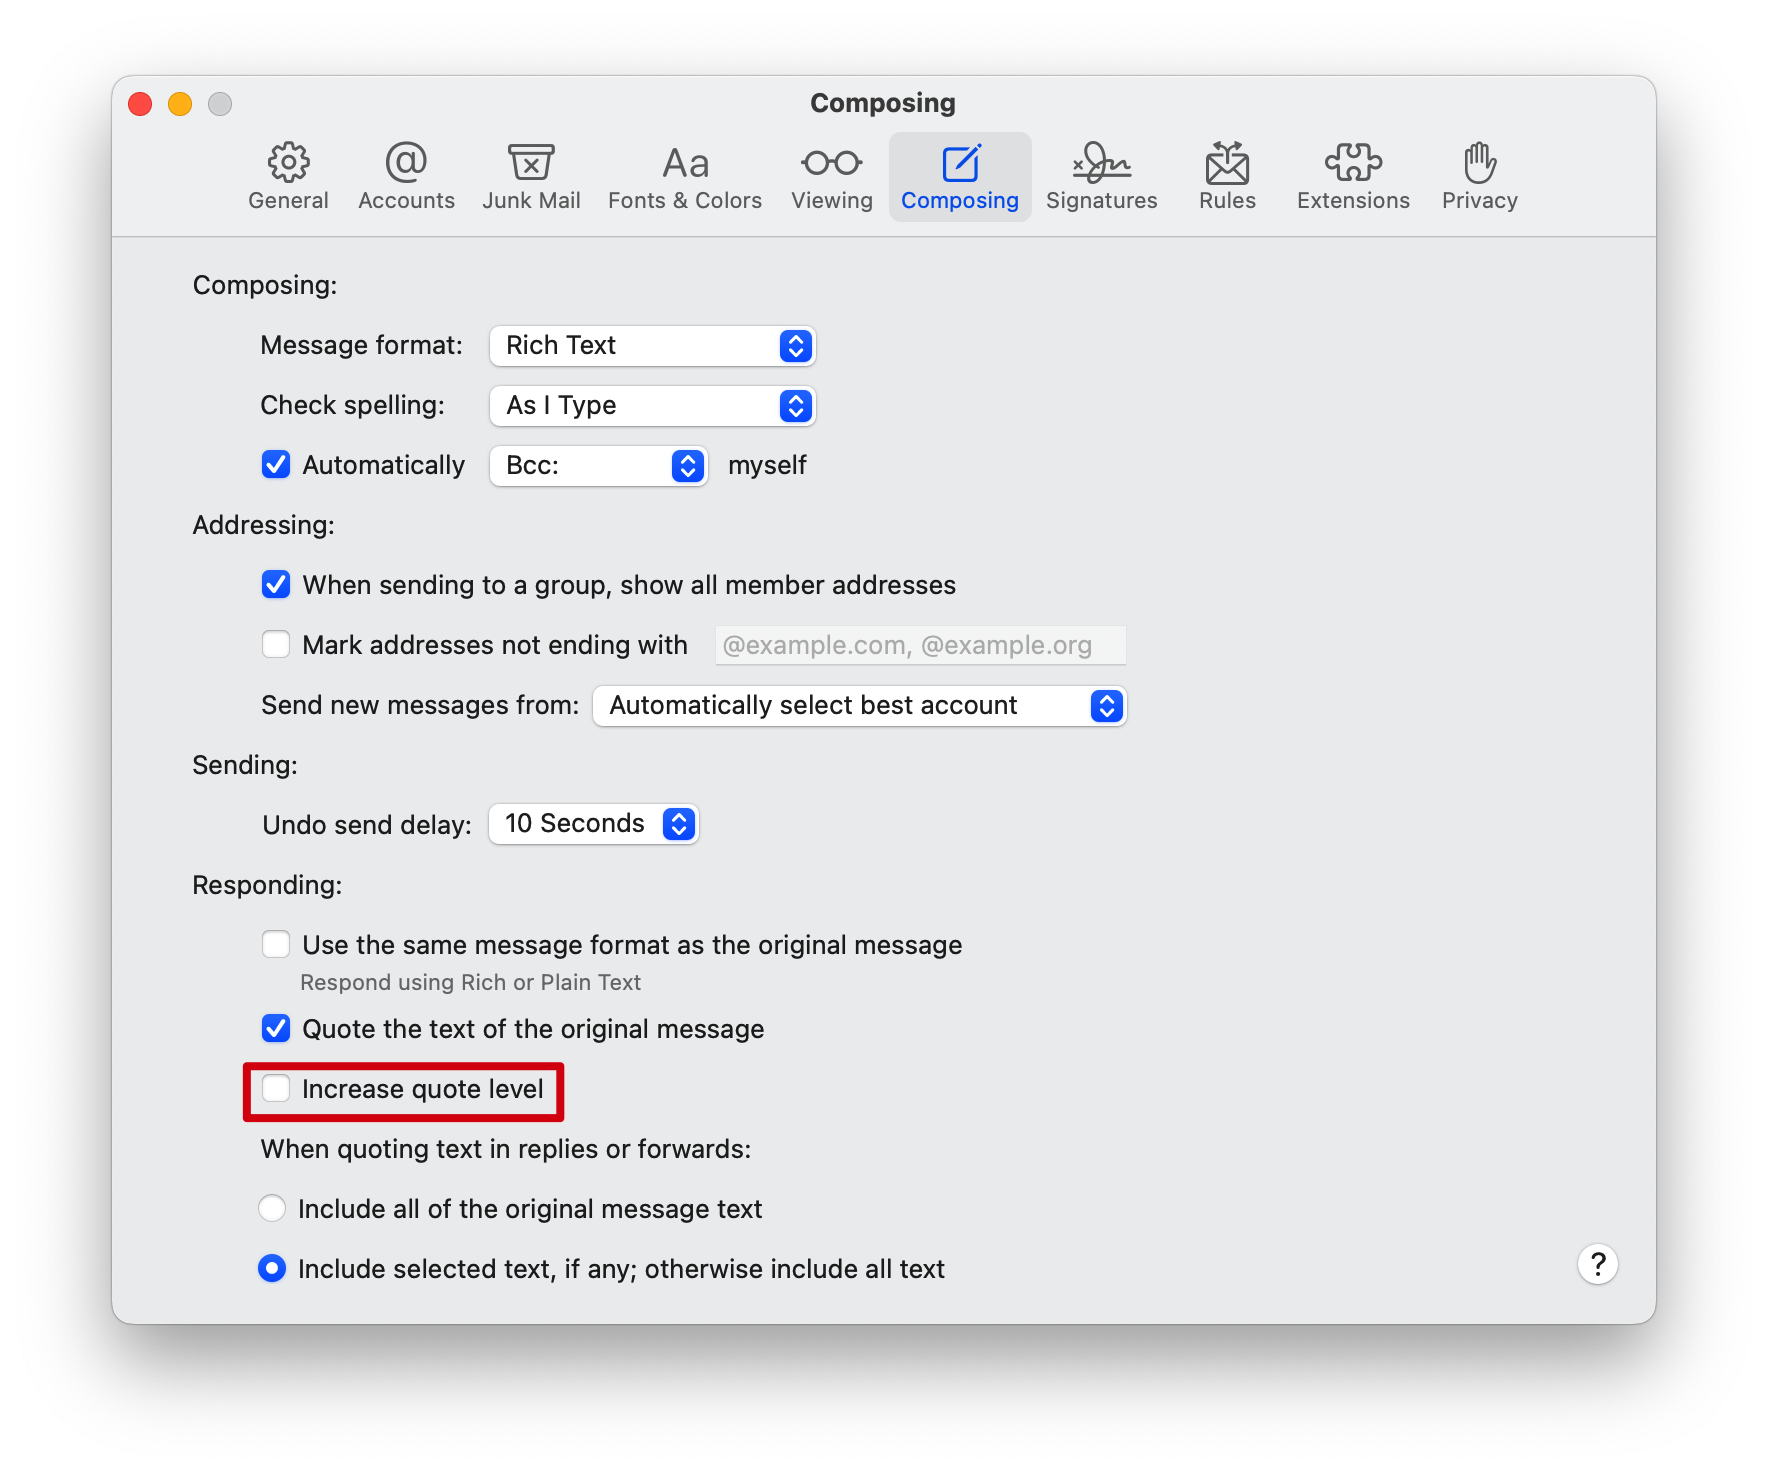 Composing
General Accounts Junk Mail Fonts & Colors Viewing Composing Signatures Rules Extensions Privacy
Composing:
Message format: Rich Text
Check spelling: As I Type
Automatically Bcc: myself
Addressing:
When sending to a group, show all member addresses
Mark addresses not ending with @example.com, @example.org
Send new messages from: Automatically select best account
Sending:
Undo send delay: 10 Seconds
Responding:
Use the same message format as the original message
Respond using Rich or Plain Text
Quote the text of the original message
Increase quote level
When quoting text in replies or forwards:
Include all of the original message text
Include selected text, if any; otherwise include all text
?